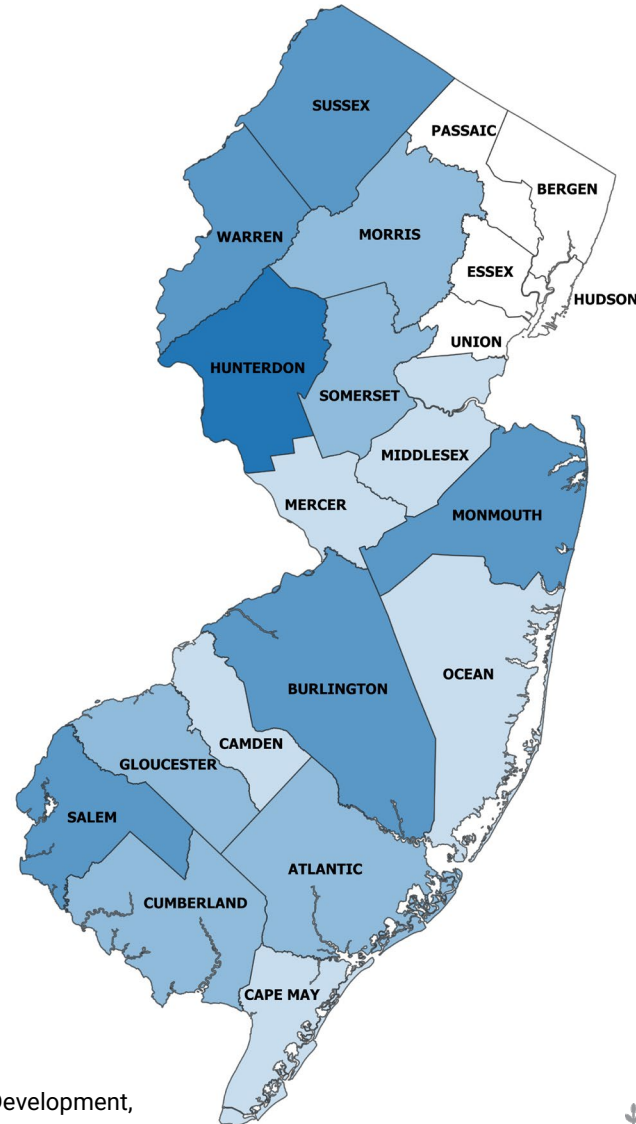 SUSSEX
PASSAIC
BERGEN
WARREN
MORRIS
ESSEX
HUDSON
UNION
HUNTERDON
SOMERSET
MIDDLESEX
MERCER
MONMOUTH
OCEAN
BURLINGTON
CAMDEN
GLOUCESTER
SALEM
ATLANTIC
CUMBERLAND
CAPE MAY
Development,